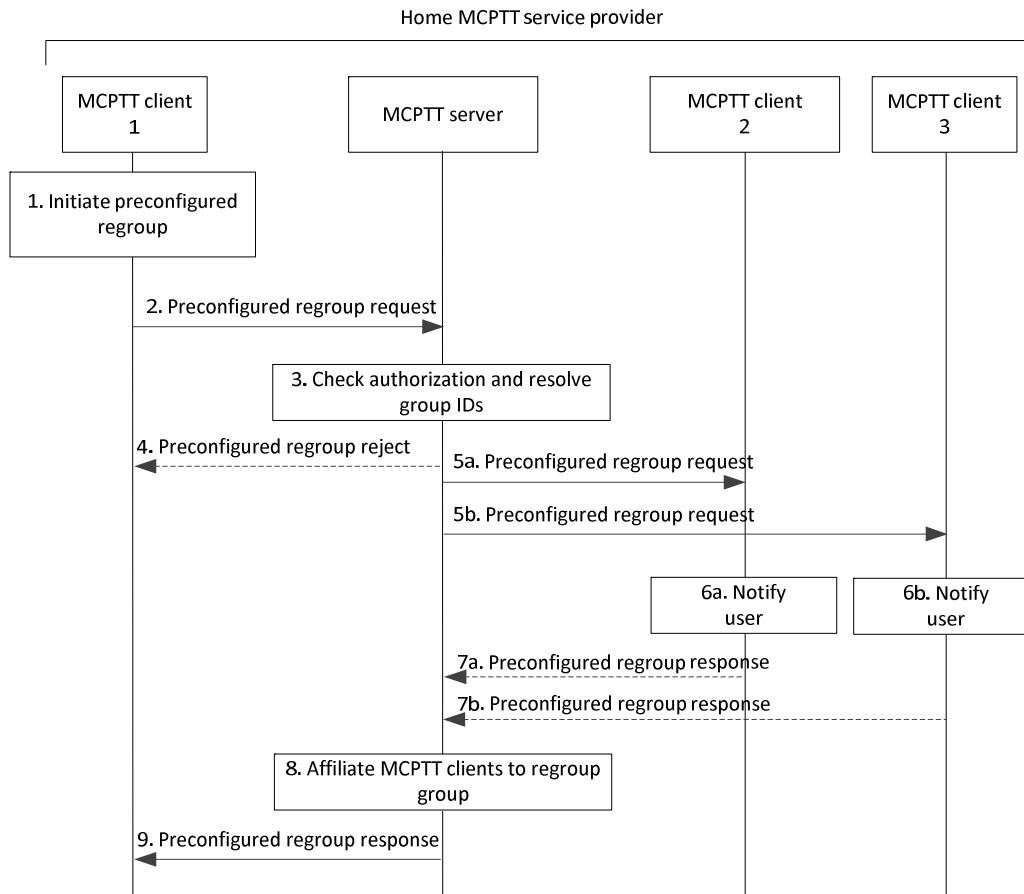 Home MCPTT service provider
MCPTT client
1
MCPTT server
MCPTT client
2
MCPTT client
3
1. Initiate preconfigured
regroup
2. Preconfigured regroup request
3. Check authorization and resolve
group IDs
4. Preconfigured regroup reject
5a. Preconfigured regroup request
5b. Preconfigured regroup request
6a. Notify
user
6b. Notify
user
7a. Preconfigured regroup response
7b. Preconfigured regroup response
8. Affiliate MCPTT clients to regroup
group
9. Preconfigured regroup response